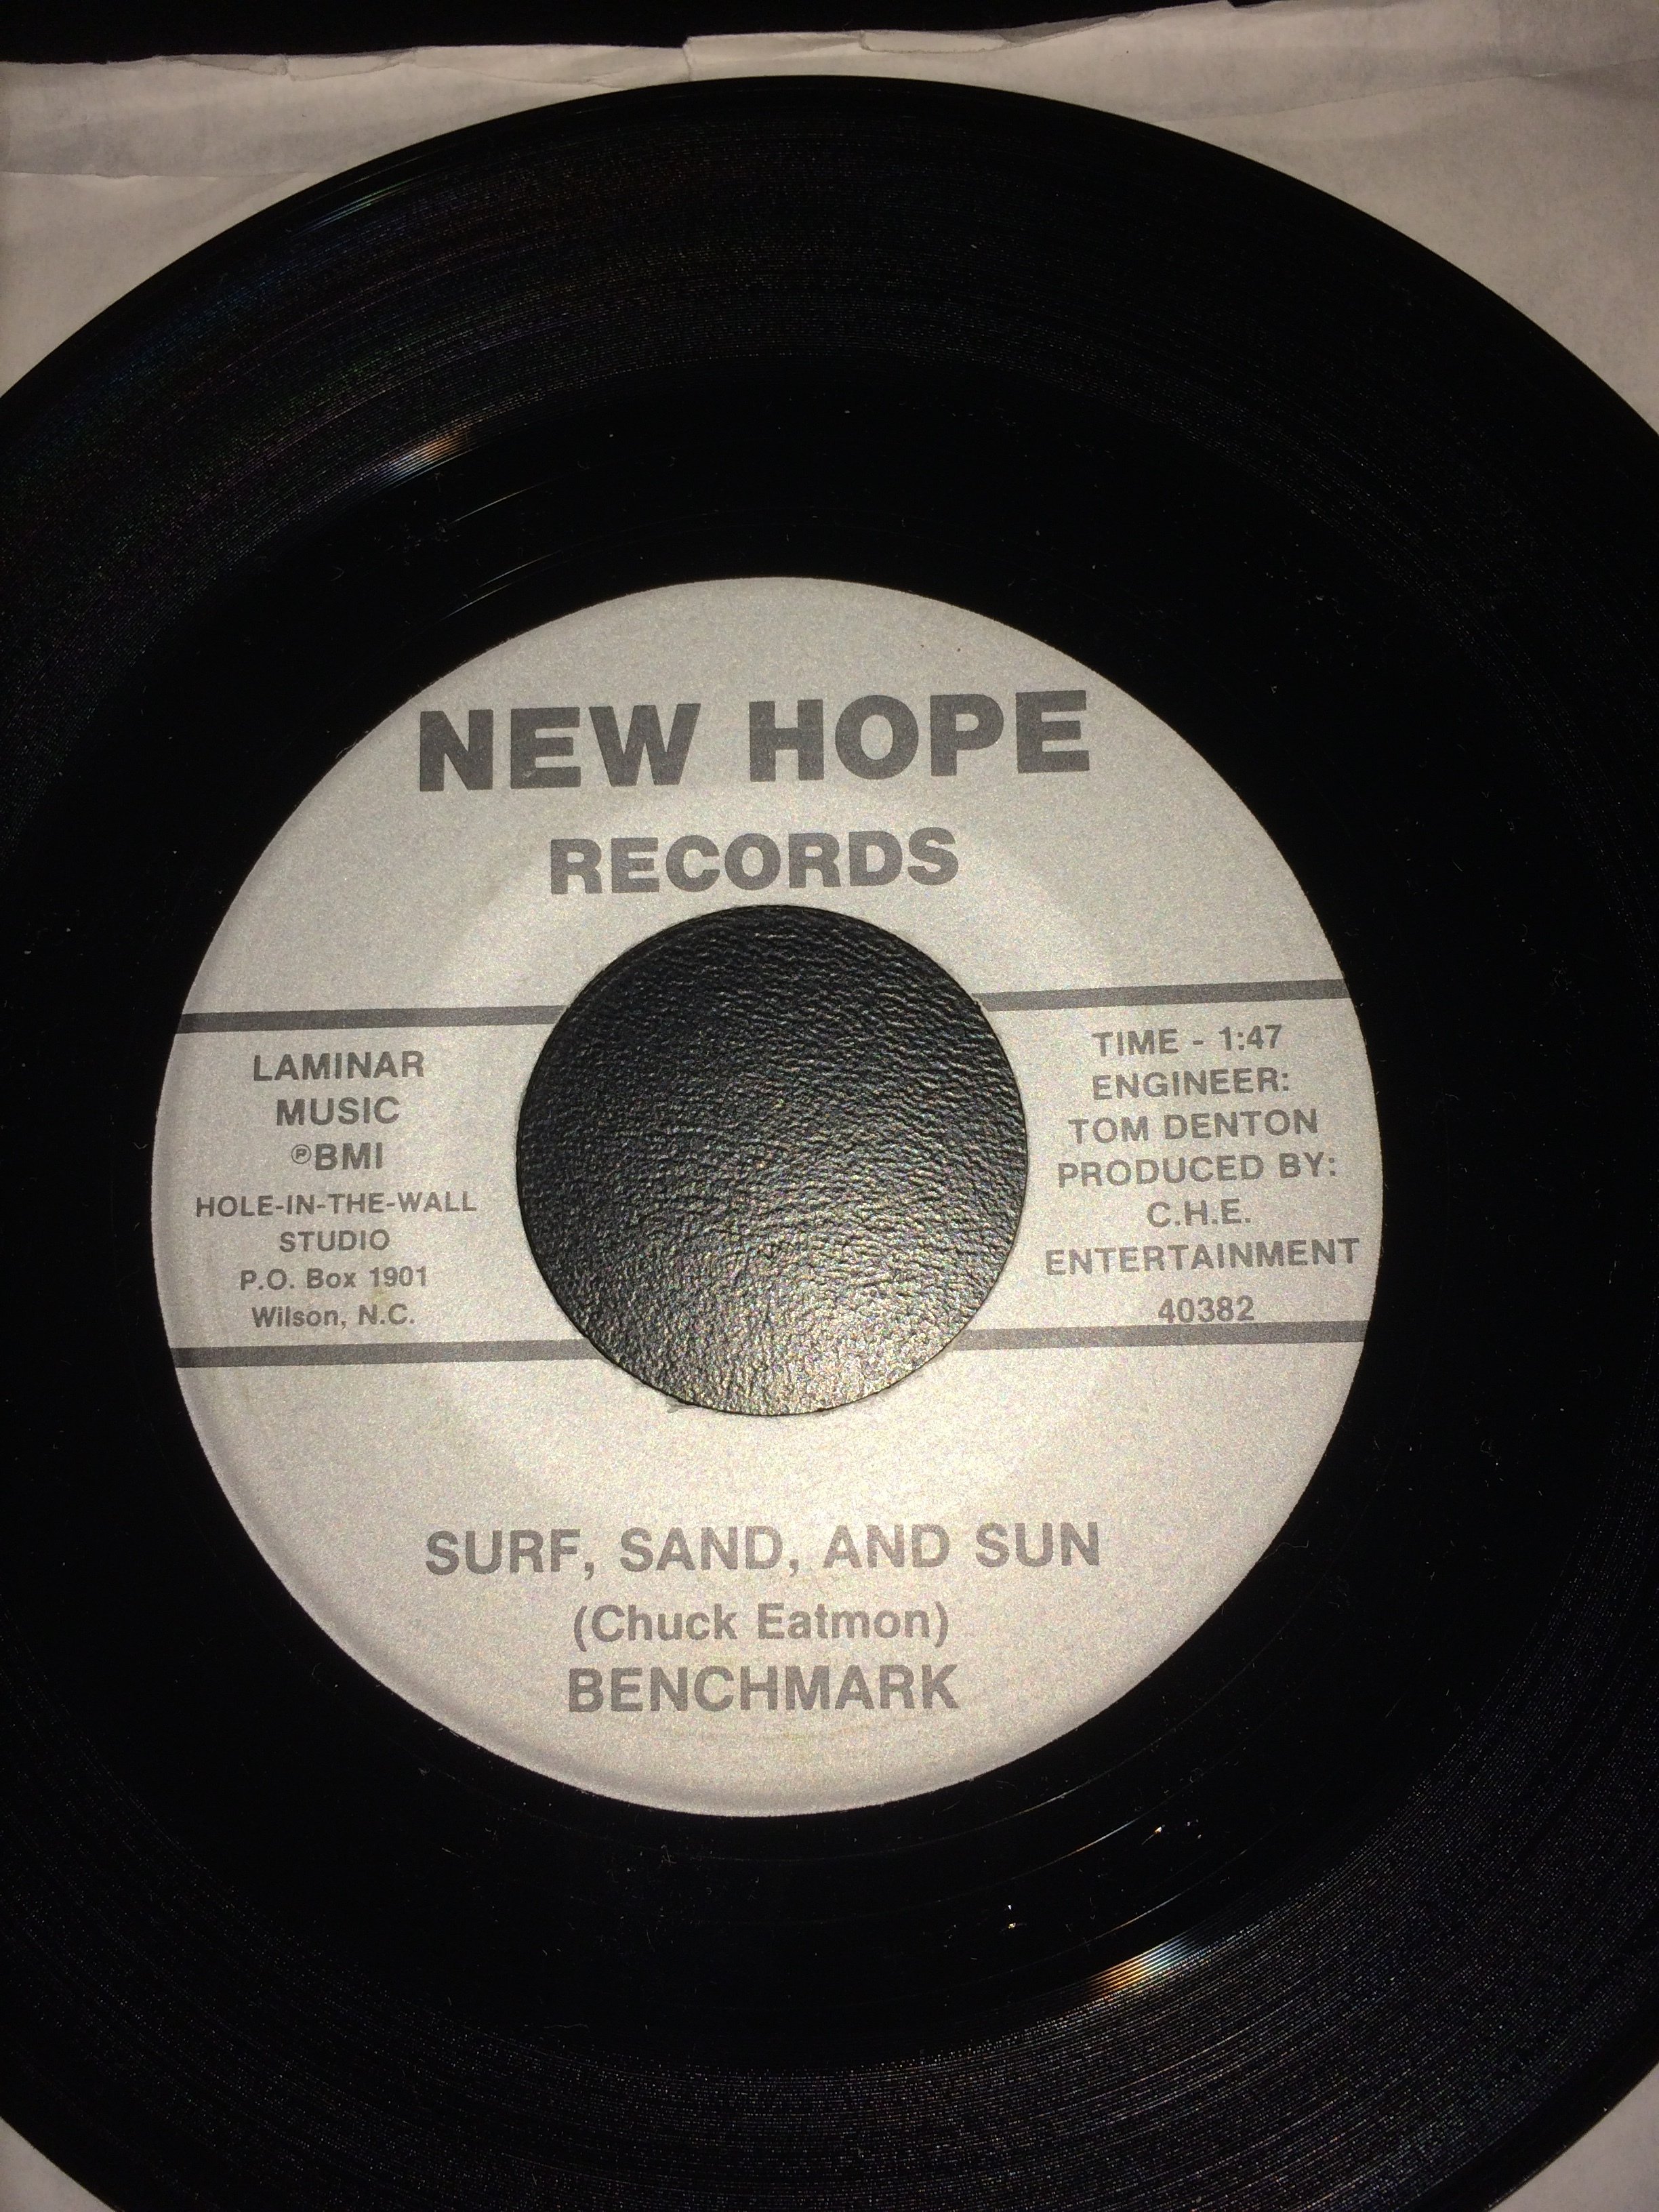 NEW HOPE
RECORDS
LAMINAR
MUSIC
℗BMI
HOLE-IN-THE-WALL
STUDIO
P.O. Box 1901
Wilson, N.C.
TIME - 1:47
ENGINEER:
TOM DENTON
PRODUCED BY:
C.H.E.
ENTERTAINMENT
40382
SURF, SAND, AND SUN
(Chuck Eatmon)
BENCHMARK